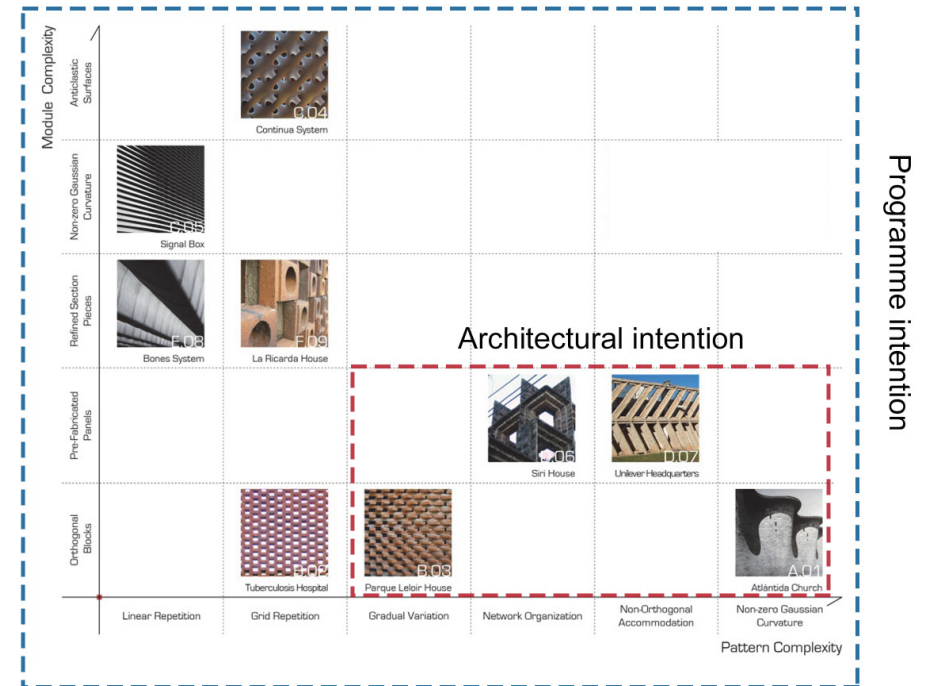 Module Complexity
Anticlastic
Surfaces
C.04
Continua System
Non-zero Gaussian
Curvature
C.05
Signal Box
Refined Section
Pieces
E.08
Bones System
F.09
La Ricarda House
Architectural intention
Programme intention
Pre-Fabricated
Panels
D.06
Siri House
D.07
Unilever Headquarters
Orthogonal
Blocks
B.02
Tuberculosis Hospital
B.03
Parque Leloir House
A.01
Atlántida Church
Linear Repetition
Grid Repetition
Gradual Variation
Network Organization
Non-Orthogonal
Accommodation
Non-zero Gaussian
Curvature
Pattern Complexity